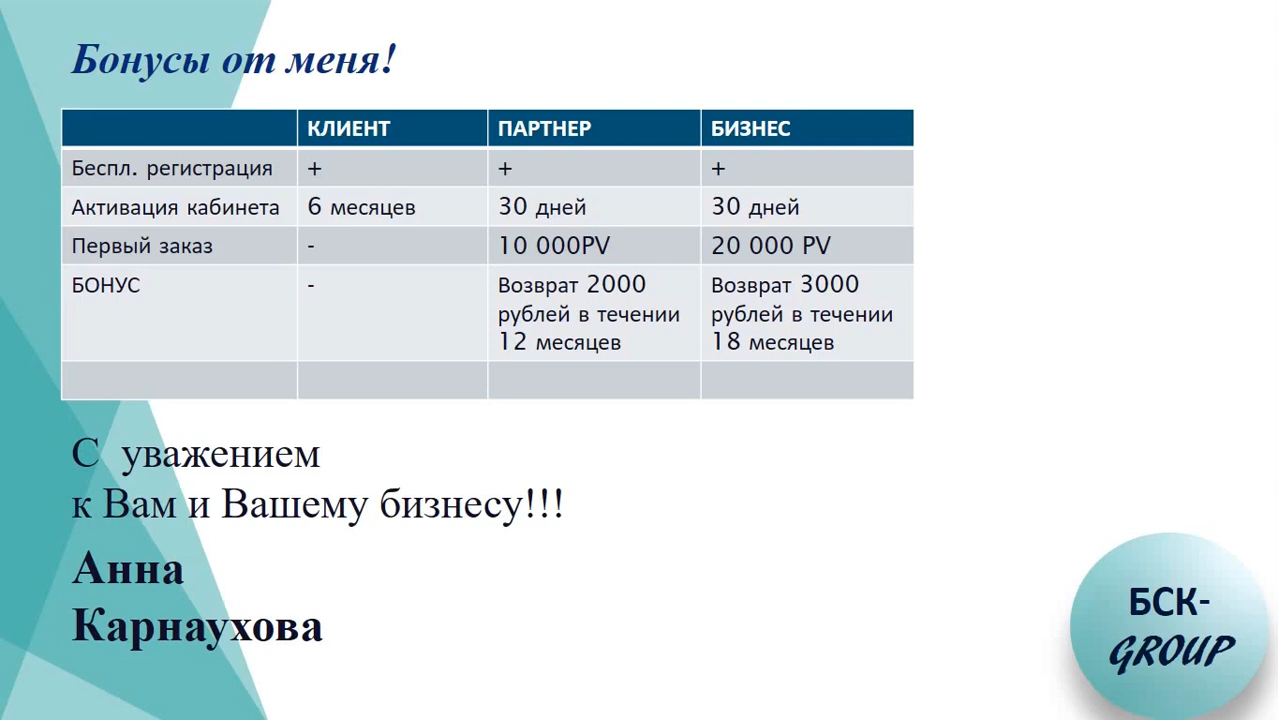 Бонусы от меня!
КЛИЕНТ ПАРТНЕР БИЗНЕС
Беспл. регистрация + + +
Активация кабинета 6 месяцев 30 дней 30 дней
Первый заказ - 10 000PV 20 000 PV
БОНУС - Возврат 2000 Возврат 3000
рублей в течении рублей в течении
12 месяцев 18 месяцев
С уважением
к Вам и Вашему бизнесу!!!
Анна
Карнаухова
БСК-
GROUP